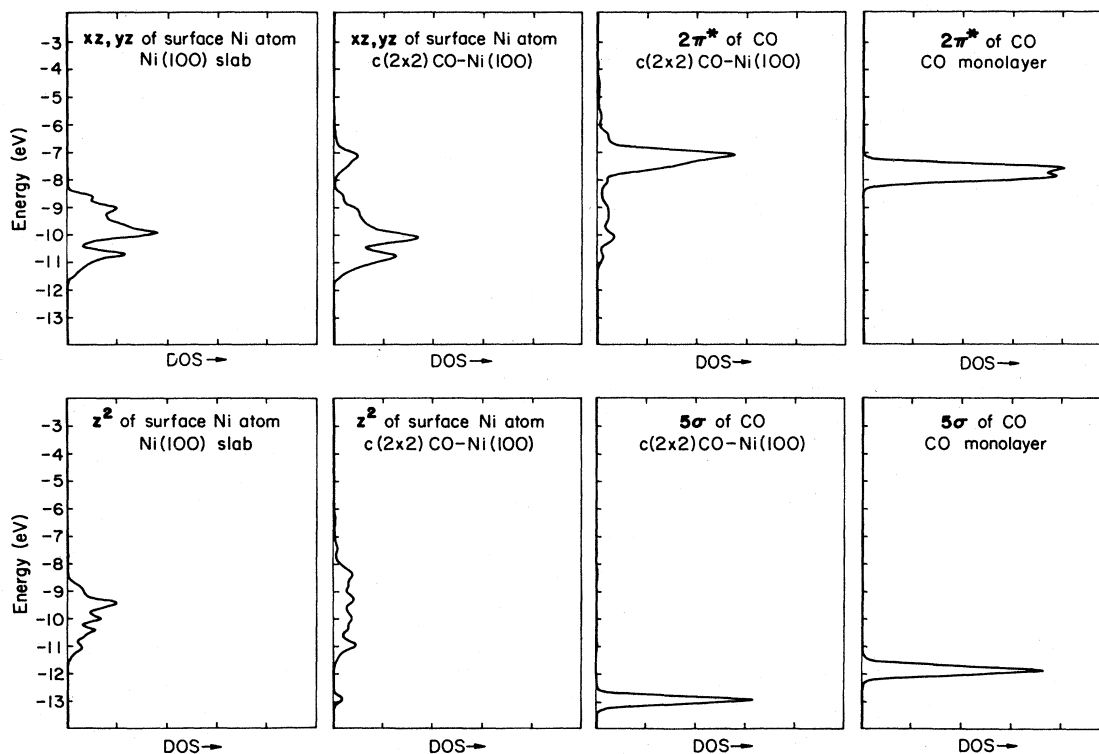 xz, yz of surface Ni atom
Ni(100) slab
xz, yz of surface Ni atom
c(2x2) CO-Ni(100)
2π* of CO
c(2x2) CO-Ni(100)
2π* of CO
CO monolayer
Energy (eV)
-3
-4
-5
-6
-7
-8
-9
-10
-11
-12
-13
DOS→
DOS→
DOS→
DOS→
z² of surface Ni atom
Ni(100) slab
z² of surface Ni atom
c(2x2) CO-Ni(100)
5σ of CO
c(2x2) CO-Ni(100)
5σ of CO
CO monolayer
Energy (eV)
-3
-4
-5
-6
-7
-8
-9
-10
-11
-12
-13
DOS→
DOS→
DOS→
DOS→